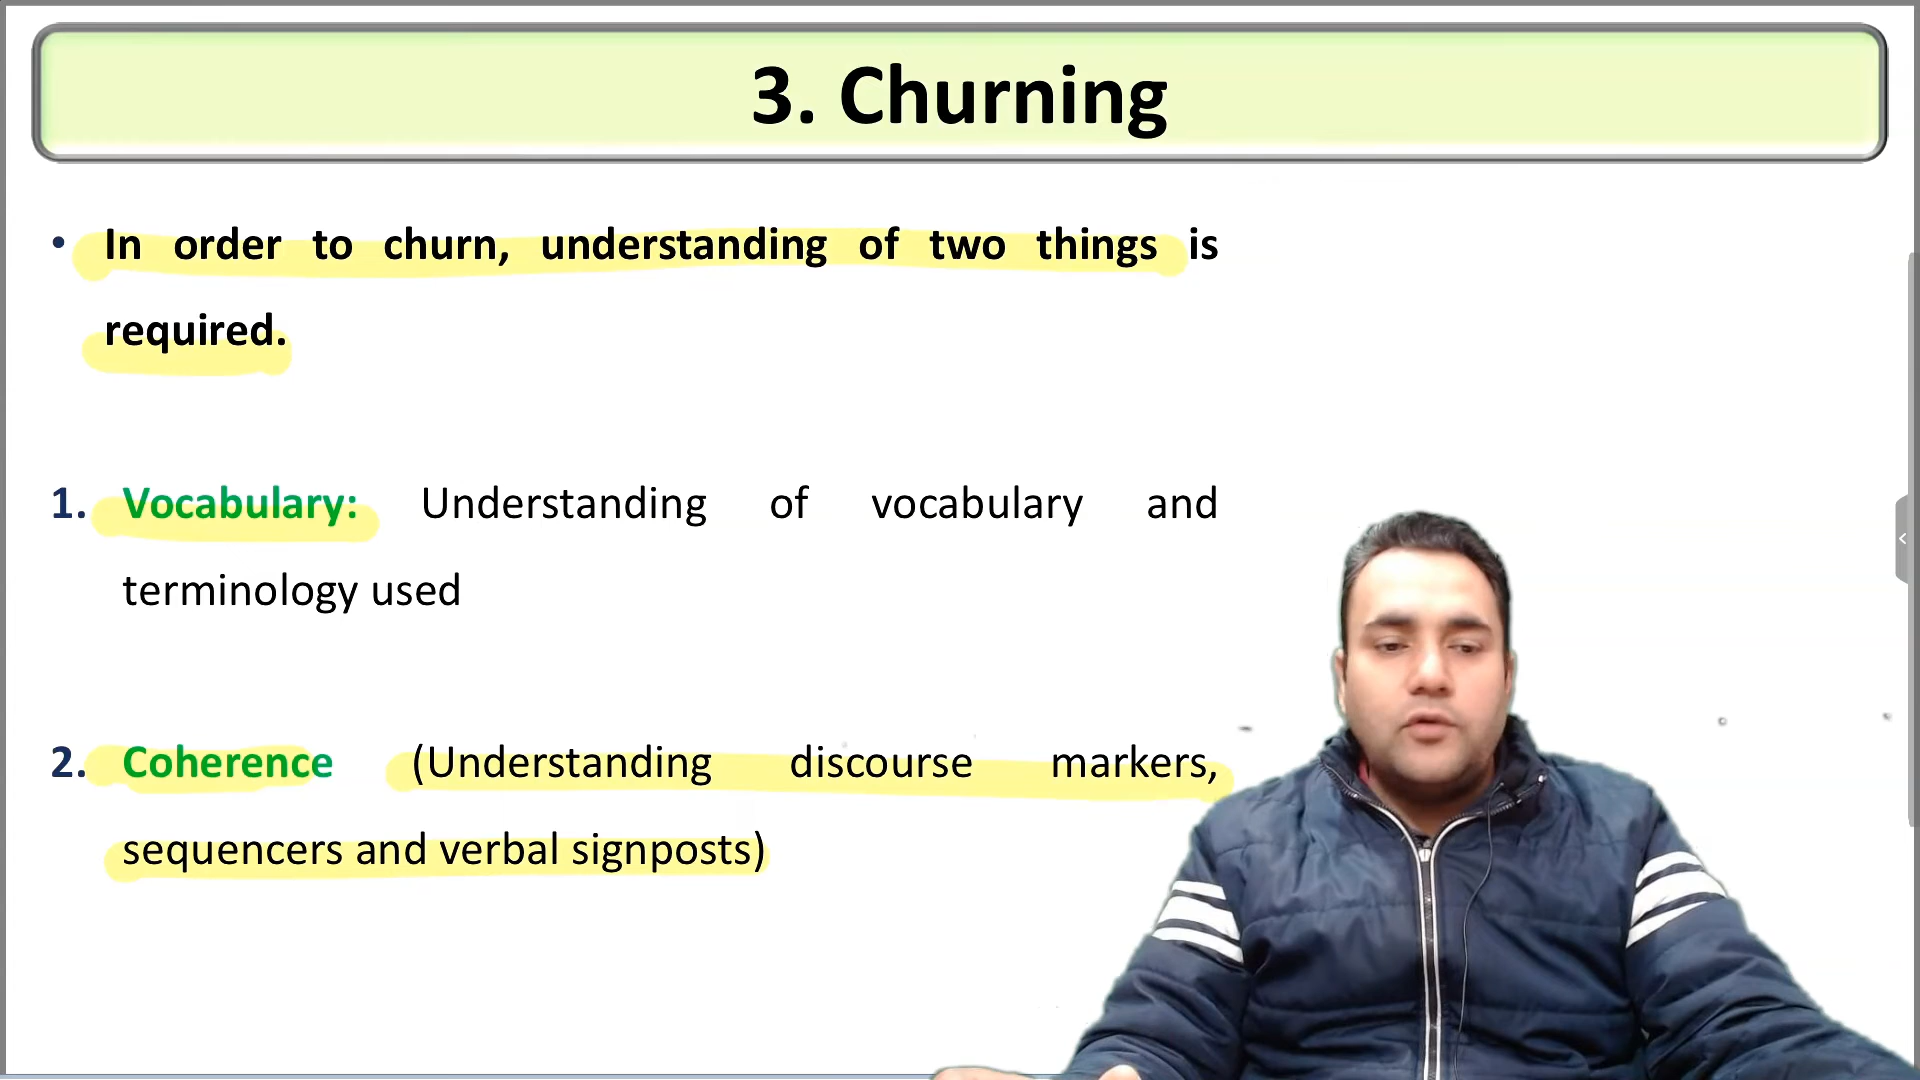 3. Churning
• In order to churn, understanding of two things is
required.
1. Vocabulary: Understanding of vocabulary and
terminology used
2. Coherence (Understanding discourse markers,
sequencers and verbal signposts)